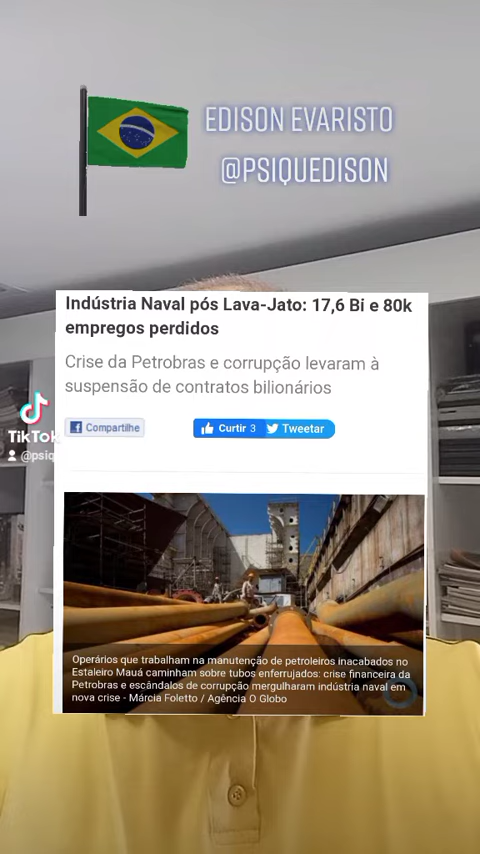 EDISON EVARISTO
@PSIQUEDISON
Indústria Naval pós Lava-Jato: 17,6 Bi e 80k
empregos perdidos
Crise da Petrobras e corrupção levaram à
suspensão de contratos bilionários
Compartilhe
Curtir 3
Tweetar
TikTok
@psiq
Operários que trabalham na manutenção de petroleiros inacabados no
Estaleiro Mauá caminham sobre tubos enferrujados: crise financeira da
Petrobras e escândalos de corrupção mergulharam indústria naval em
nova crise - Márcia Foletto / Agência O Globo